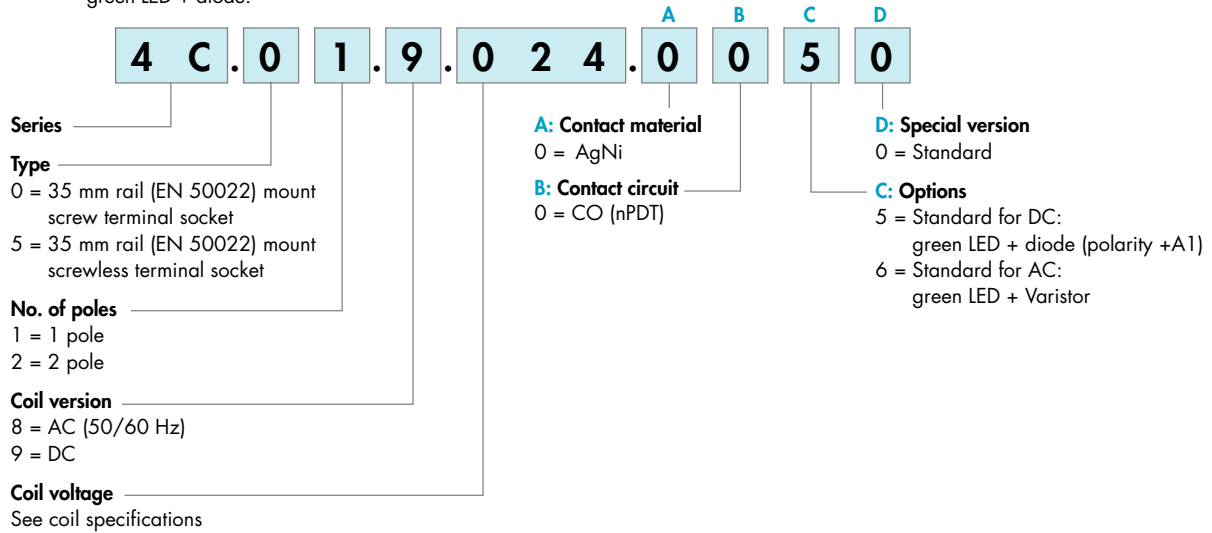 green LED + diode.
A B C D
4 C . 0 1 . 9 . 0 2 4 . 0 0 5 0
Series
Type
0 = 35 mm rail (EN 50022) mount
screw terminal socket
5 = 35 mm rail (EN 50022) mount
screwless terminal socket
No. of poles
1 = 1 pole
2 = 2 pole
Coil version
8 = AC (50/60 Hz)
9 = DC
Coil voltage
See coil specifications
A: Contact material
0 = AgNi
B: Contact circuit
0 = CO (nPDT)
D: Special version
0 = Standard
C: Options
5 = Standard for DC:
green LED + diode (polarity +A1)
6 = Standard for AC:
green LED + Varistor